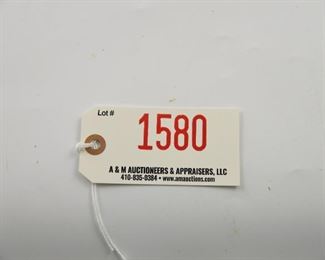 Lot #
1580
A & M AUCTIONEERS & APPRAISERS, LLC
410-835-0384 • www.amauctions.com